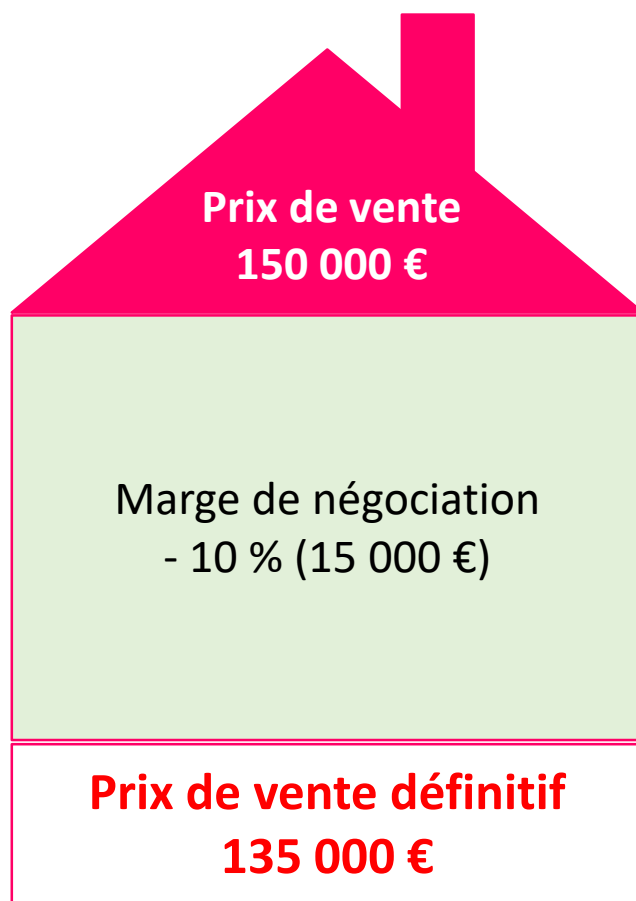 Prix de vente
150 000 €
Marge de négociation
- 10 % (15 000 €)
Prix de vente définitif
135 000 €